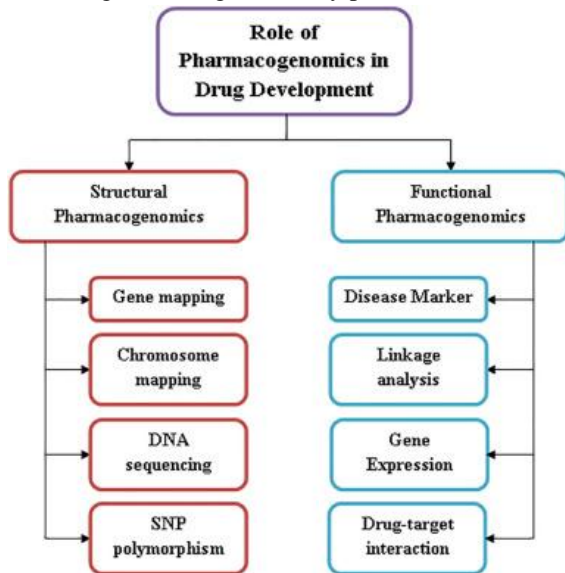 Role of
Pharmacogenomics in
Drug Development
Structural
Pharmacogenomics
Functional
Pharmacogenomics
Gene mapping
Disease Marker
Chromosome
mapping
Linkage
analysis
DNA
sequencing
Gene
Expression
SNP
polymorphism
Drug-target
interaction